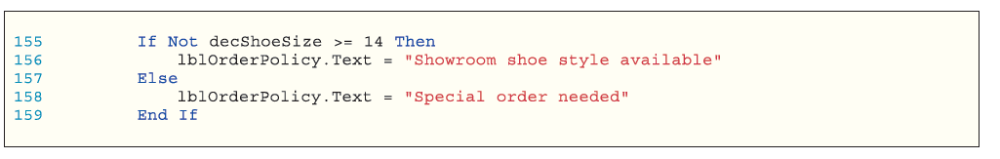 155 If Not decShoeSize >= 14 Then
156 lblOrderPolicy.Text = "Showroom shoe style available"
157 Else
158 lblOrderPolicy.Text = "Special order needed"
159 End If